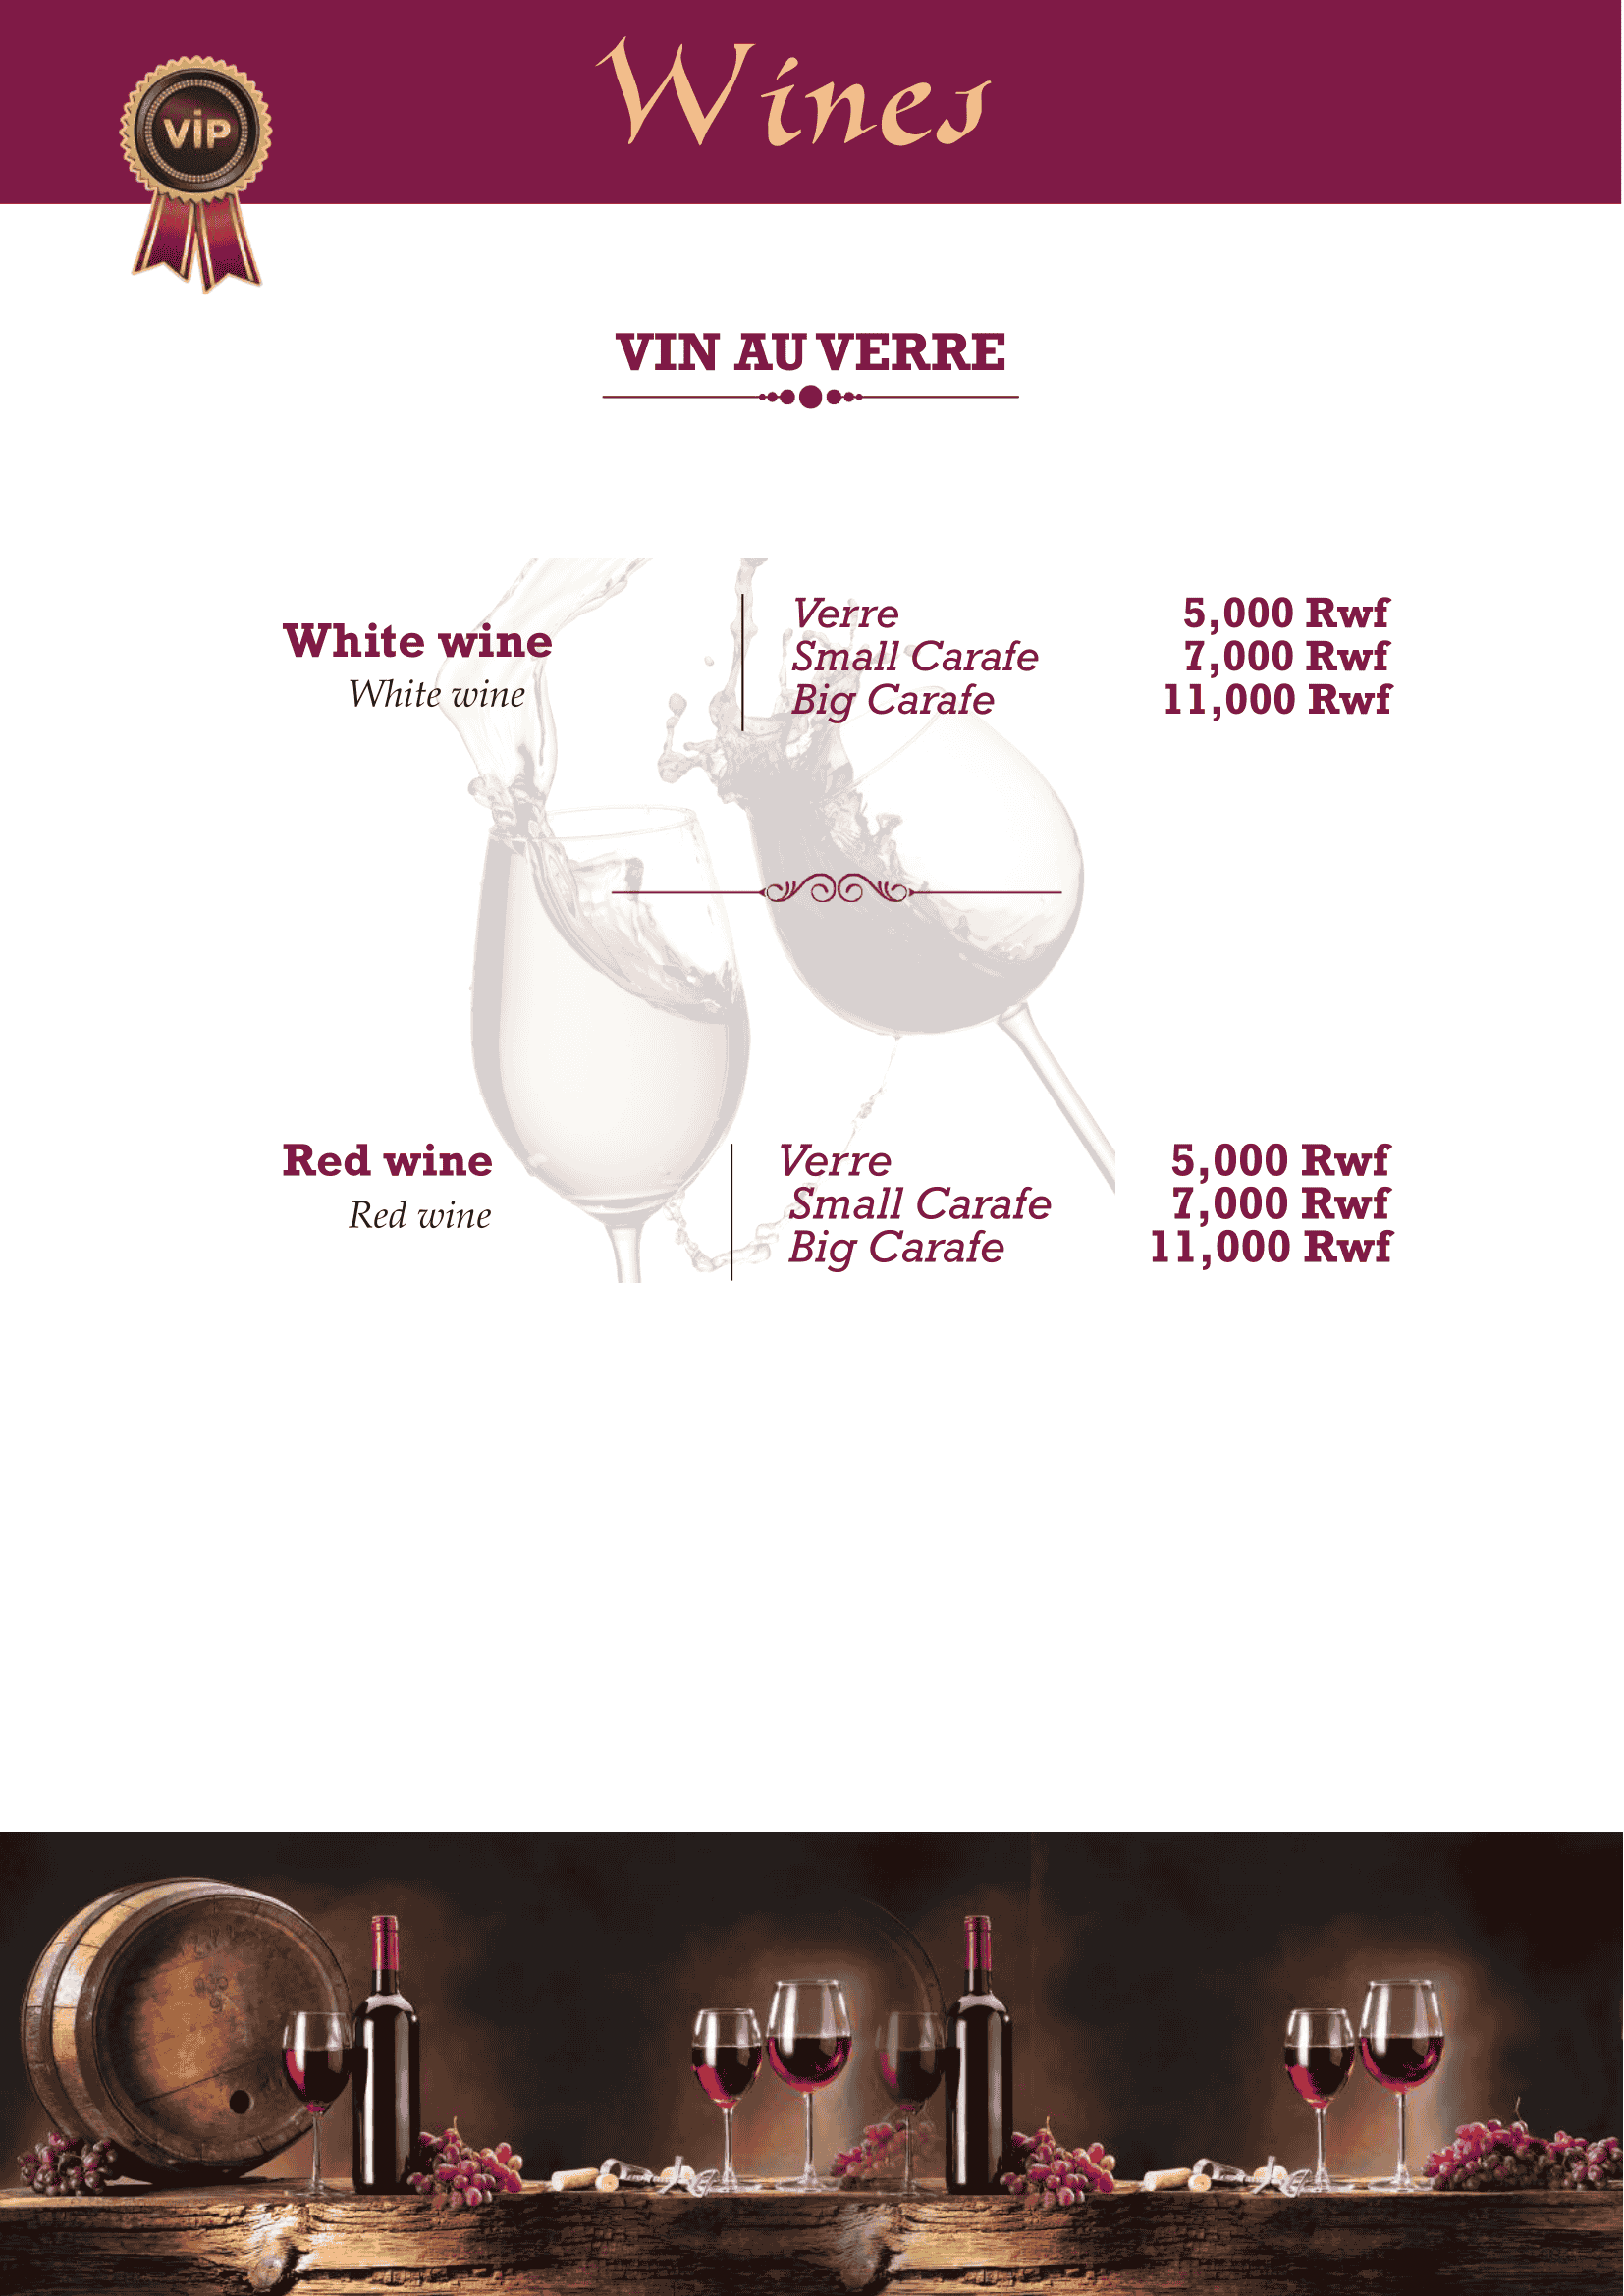 Wines
VIP
VIN AU VERRE
White wine
White wine
Verre 5,000 Rwf
Small Carafe 7,000 Rwf
Big Carafe 11,000 Rwf
Red wine
Red wine
Verre 5,000 Rwf
Small Carafe 7,000 Rwf
Big Carafe 11,000 Rwf